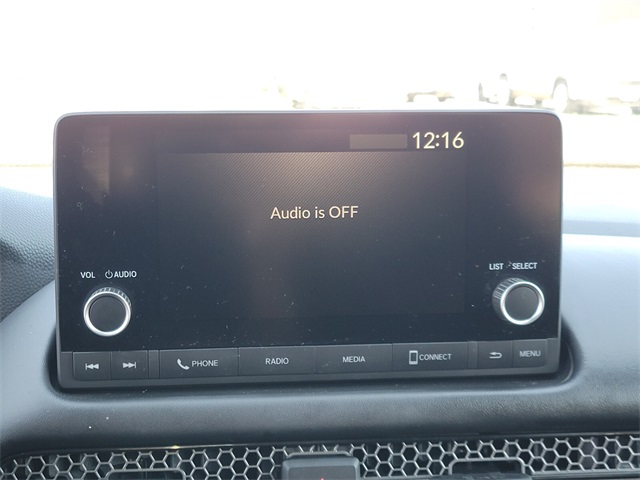 12:16
Audio is OFF
VOL AUDIO
LIST SELECT
PHONE RADIO MEDIA CONNECT MENU